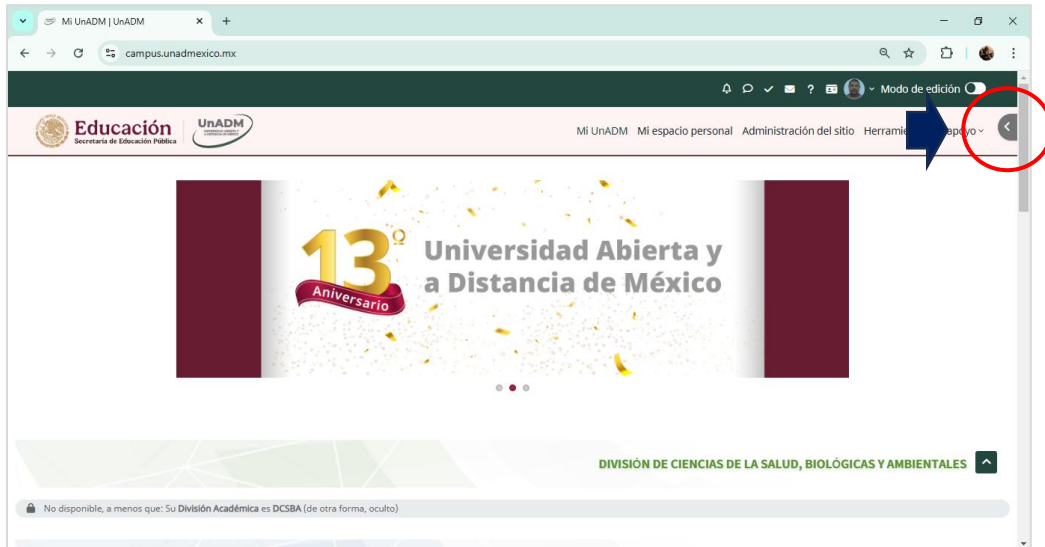 Mi UnADM | UnADM
campus.unadmexico.mx
Modo de edición
Educación
Secretaría de Educación Pública
UnADM
Mi UnADM Mi espacio personal Administración del sitio apoyo
13º
Aniversario
Universidad Abierta y
a Distancia de México
DIVISIÓN DE CIENCIAS DE LA SALUD, BIOLÓGICAS Y AMBIENTALES
No disponible, a menos que: Su División Académica es DCSBA (de otra forma, oculto)